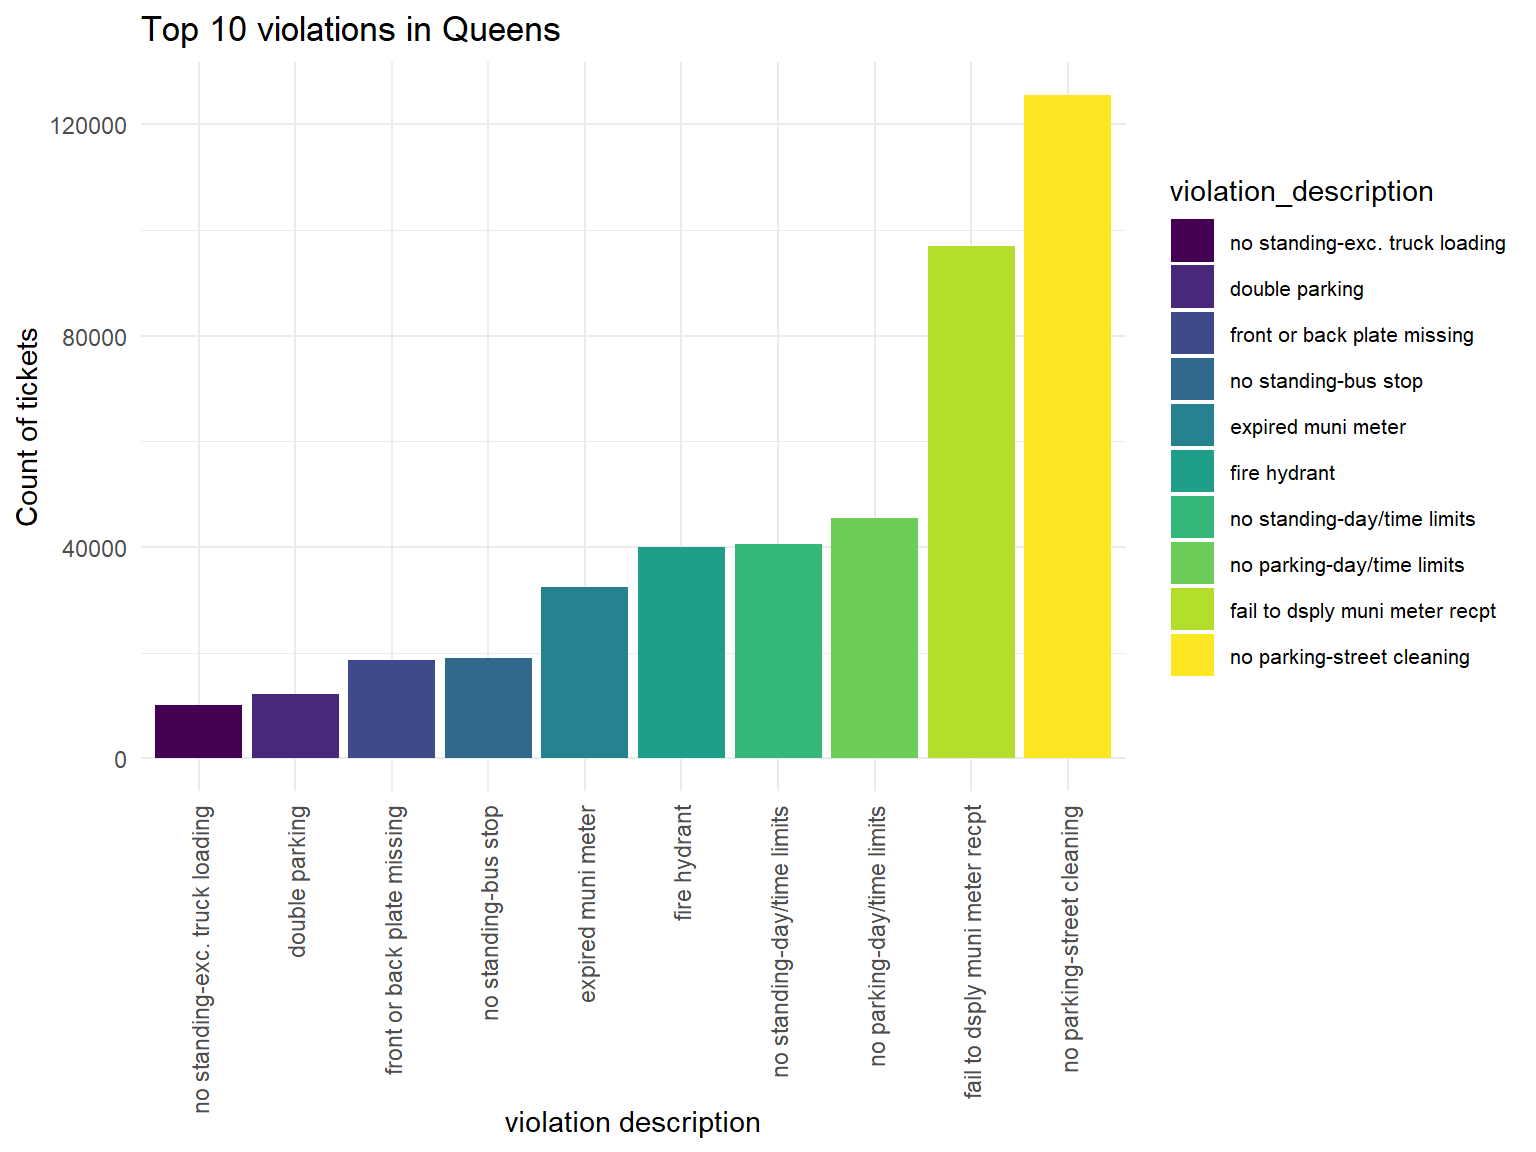 Top 10 violations in Queens
Count of tickets
120000
80000
40000
0
no standing-exc. truck loading
double parking
front or back plate missing
no standing-bus stop
expired muni meter
fire hydrant
no standing-day/time limits
no parking-day/time limits
fail to dsply muni meter recpt
no parking-street cleaning
violation description
violation_description
no standing-exc. truck loading
double parking
front or back plate missing
no standing-bus stop
expired muni meter
fire hydrant
no standing-day/time limits
no parking-day/time limits
fail to dsply muni meter recpt
no parking-street cleaning